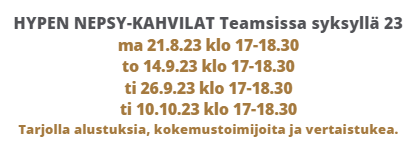 HYPEN NEPSY-KAHVILAT Teamsissa syksyllä 23
ma 21.8.23 klo 17-18.30
to 14.9.23 klo 17-18.30
ti 26.9.23 klo 17-18.30
ti 10.10.23 klo 17-18.30
Tarjolla alustuksia, kokemustoimijoita ja vertaistukea.